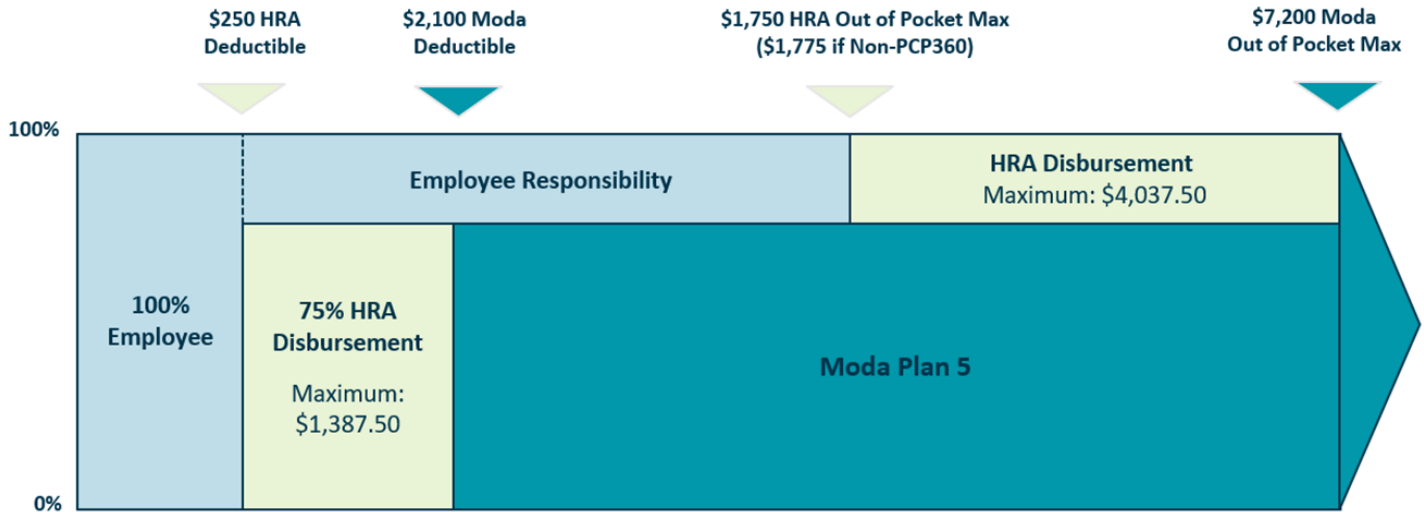 $250 HRA
Deductible
$2,100 Moda
Deductible
$1,750 HRA Out of Pocket Max
($1,775 if Non-PCP360)
$7,200 Moda
Out of Pocket Max
100%
Employee Responsibility
HRA Disbursement
Maximum: $4,037.50
100%
Employee
75% HRA
Disbursement
Maximum:
$1,387.50
Moda Plan 5
0%